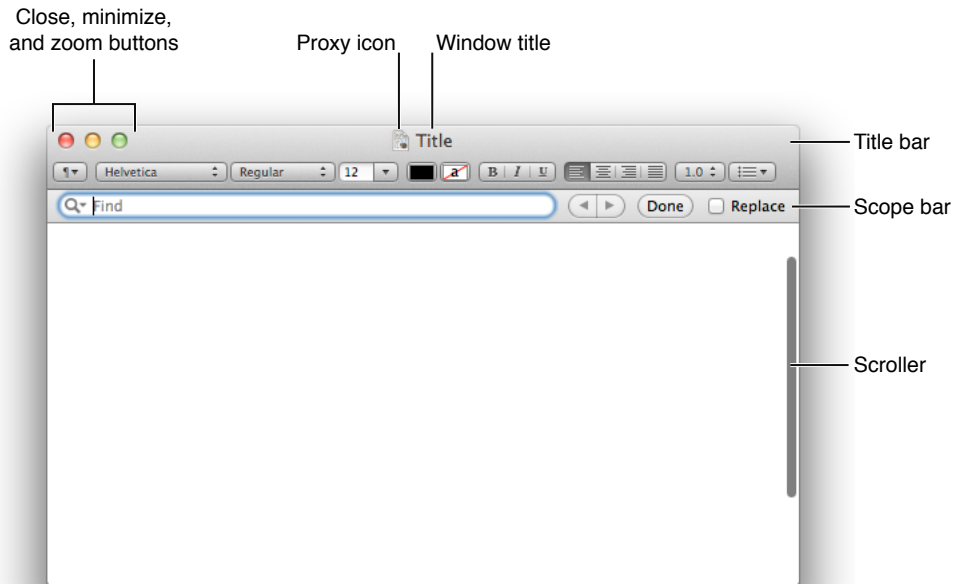 Close, minimize,
and zoom buttons
Proxy icon
Window title
Title
Title bar
¶ Helvetica Regular 12 a B I U 1.0
Find Done Replace
Scope bar
Scroller